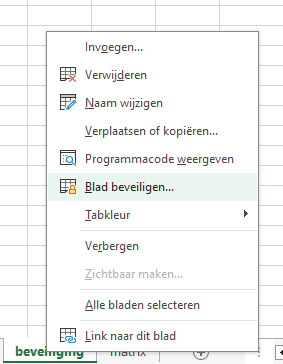 Invoegen...
Verwijderen
Naam wijzigen
Verplaatsen of kopiëren...
Programmacode weergeven
Blad beveiligen...
Tabkleur
Verbergen
Zichtbaar maken...
Alle bladen selecteren
Link naar dit blad
beveiliging matrix